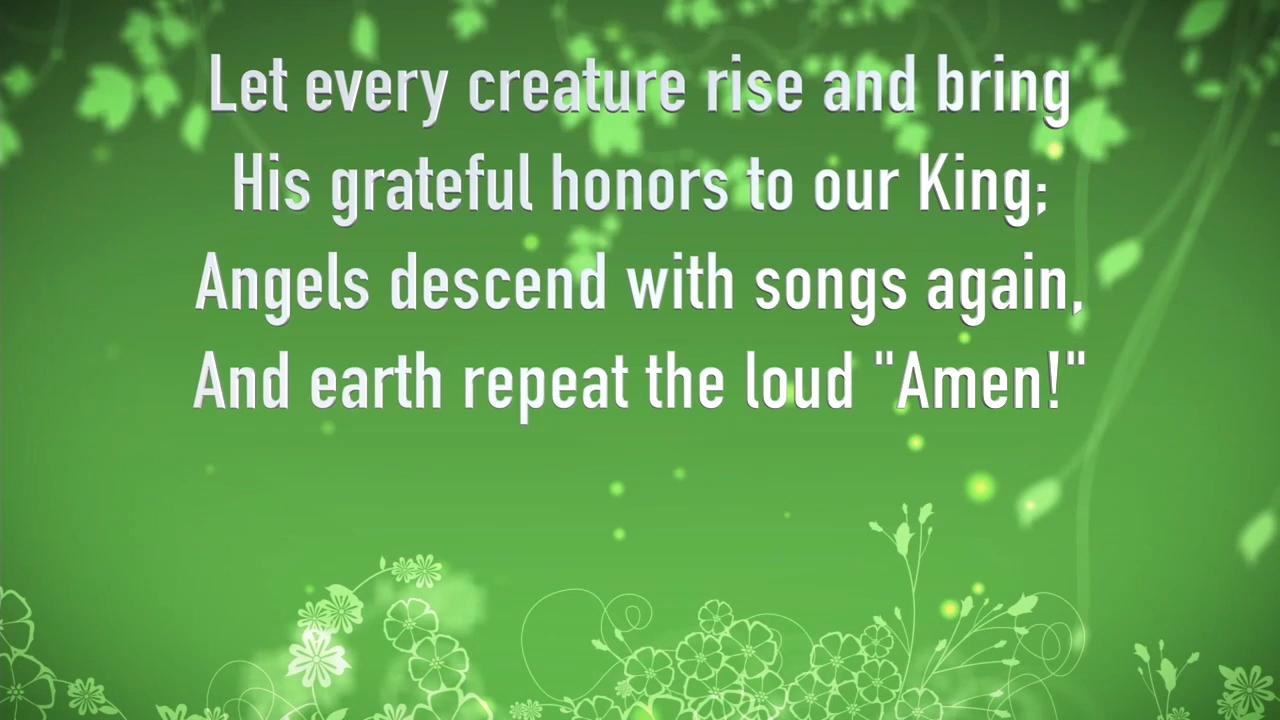 Let every creature rise and bring
His grateful honors to our King;
Angels descend with songs again,
And earth repeat the loud "Amen!"